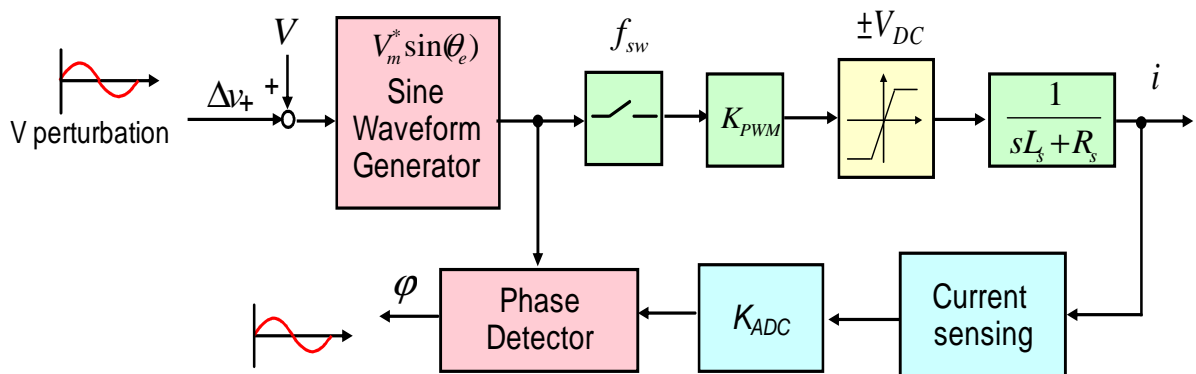 V
Δv
+
+
V perturbation
V*m sin(θe)
Sine
Waveform
Generator
fsw
KPWM
±VDC
1
sLs+Rs
i
φ
Phase
Detector
KADC
Current
sensing